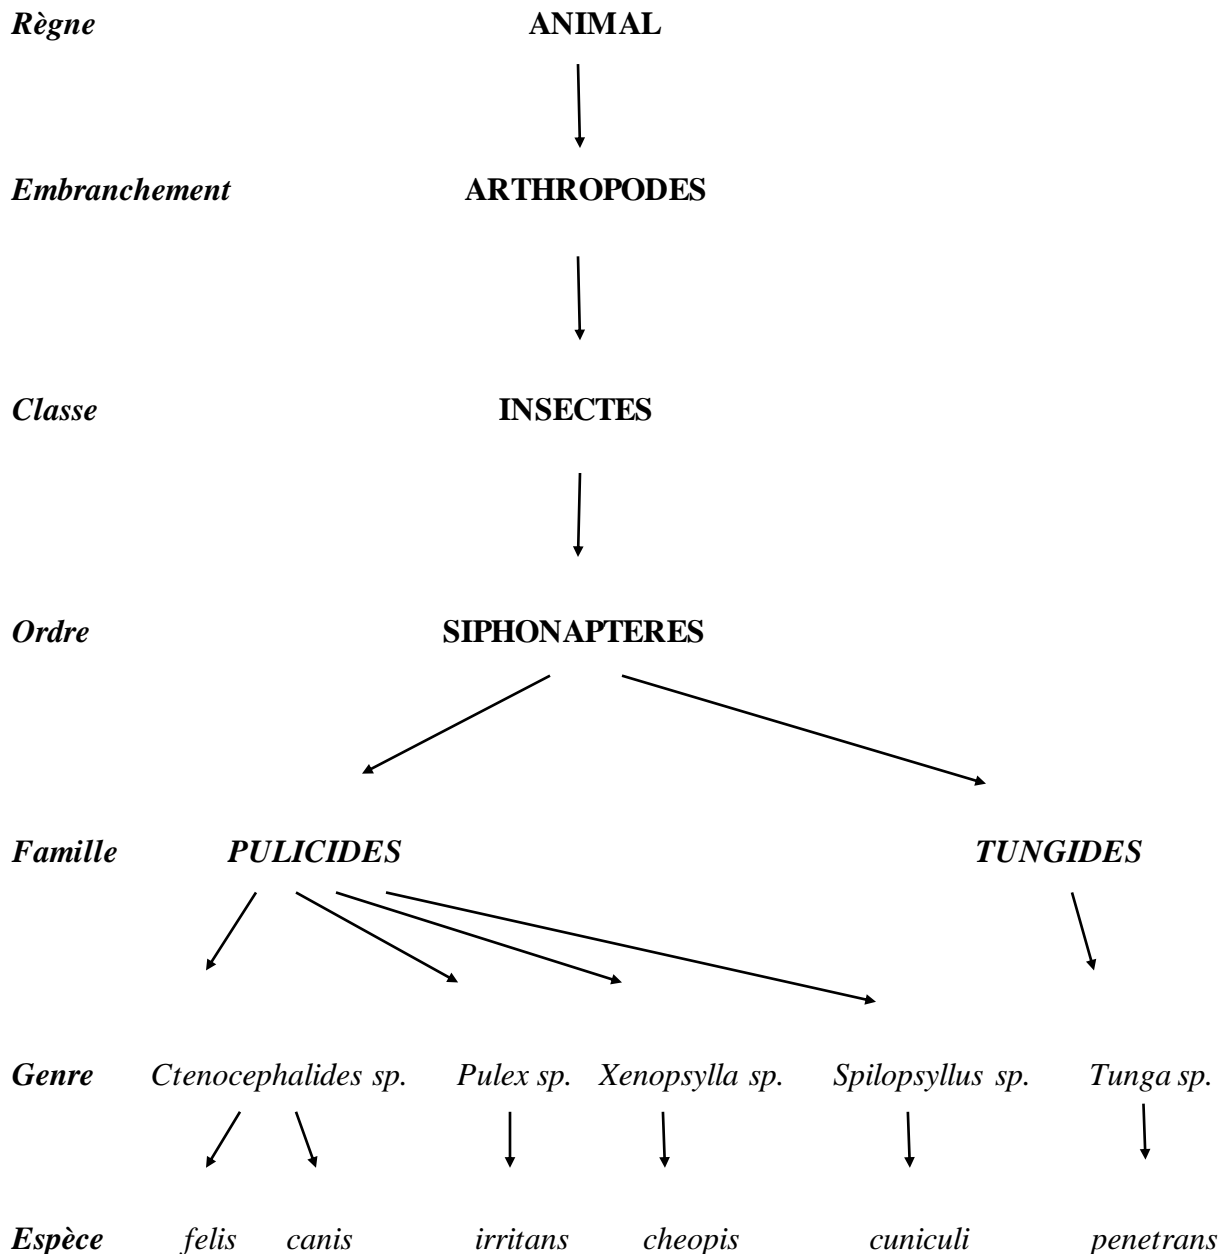 Règne ANIMAL
Embranchement ARTHROPODES
Classe INSECTES
Ordre SIPHONAPTERES
Famille PULICIDES TUNGIDES
Genre Ctenocephalides sp. Pulex sp. Xenopsylla sp. Spilopsyllus sp. Tunga sp.
Espèce felis canis irritans cheopis cuniculi penetrans